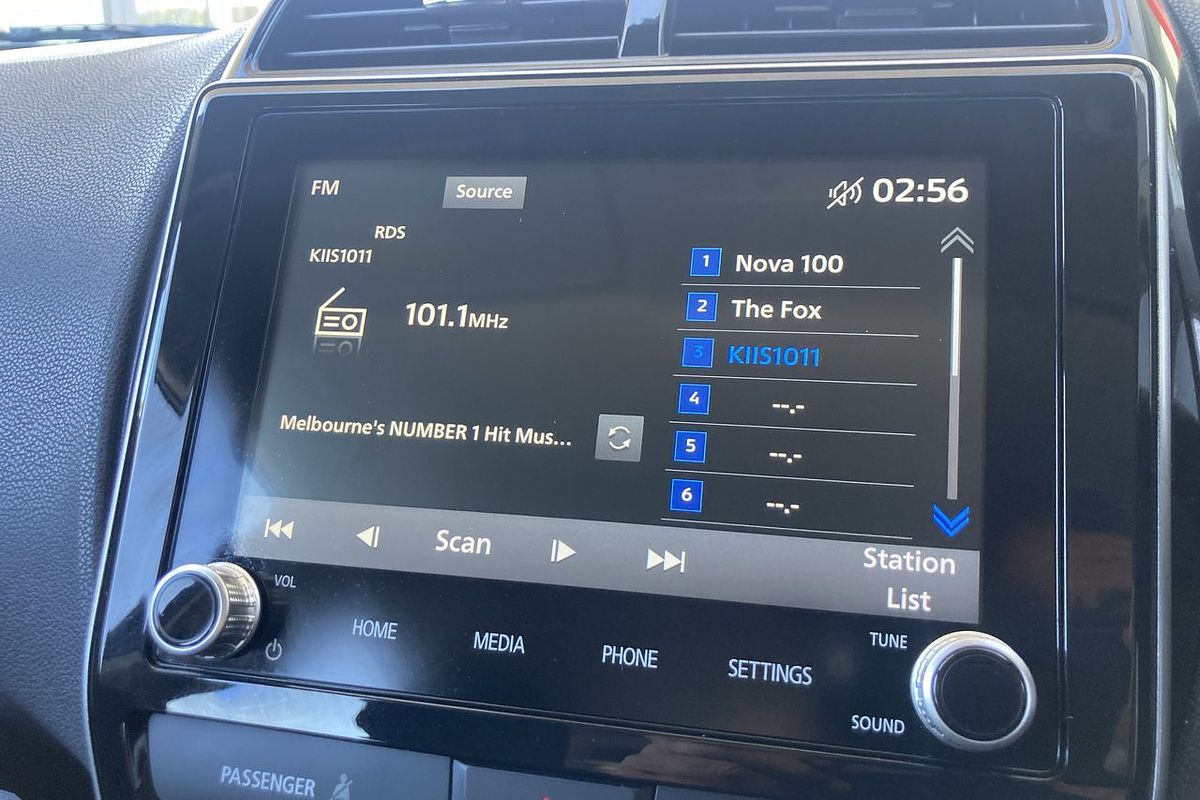 FM
Source
02:56
RDS
KIIS1011
101.1MHz
Melbourne's NUMBER 1 Hit Mus...
1 Nova 100
2 The Fox
3 KIIS1011
4 --.-
5 --.-
6 --.-
Scan
Station
List
VOL
HOME
MEDIA
PHONE
SETTINGS
TUNE
SOUND
PASSENGER